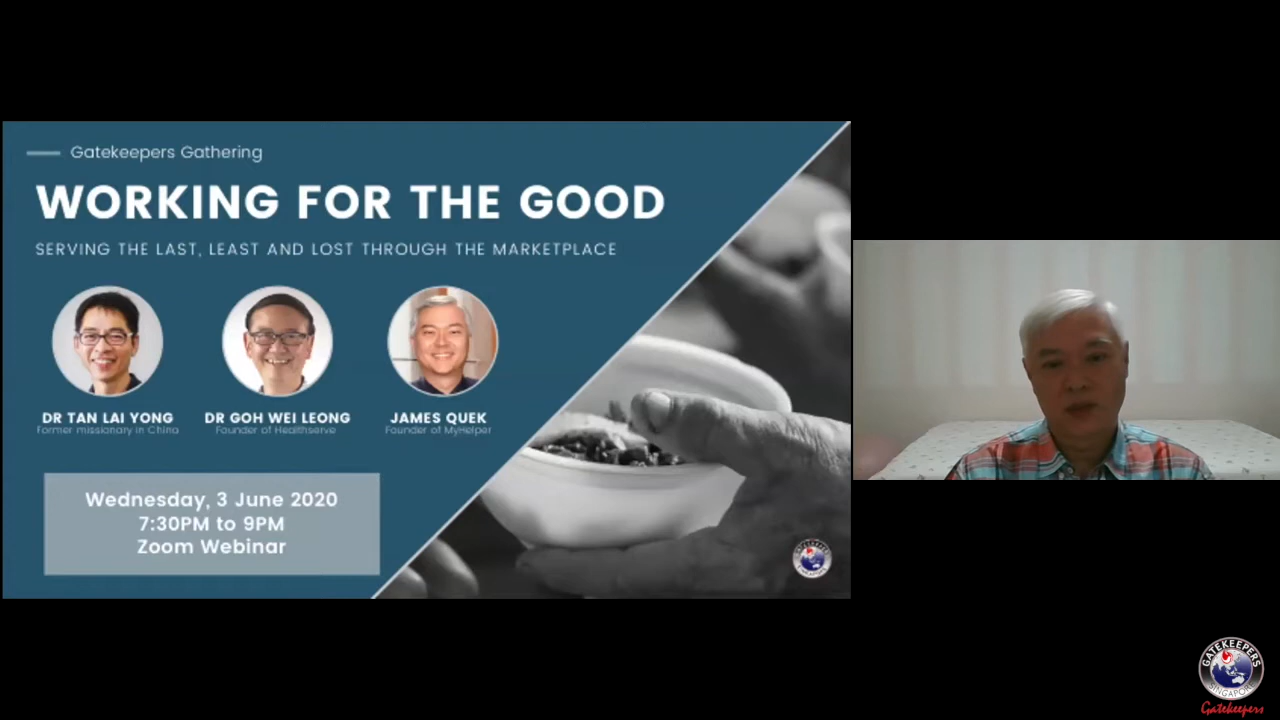 Gatekeepers Gathering
WORKING FOR THE GOOD
SERVING THE LAST, LEAST AND LOST THROUGH THE MARKETPLACE
DR TAN LAI YONG
Former missionary in China
DR GOH WEI LEONG
Founder of Healthserve
JAMES QUEK
Founder of MyHelper
Wednesday, 3 June 2020
7:30PM to 9PM
Zoom Webinar
GATEKEEPERS
SINGAPORE
GATEKEEPERS
SINGAPORE
Gatekeepers